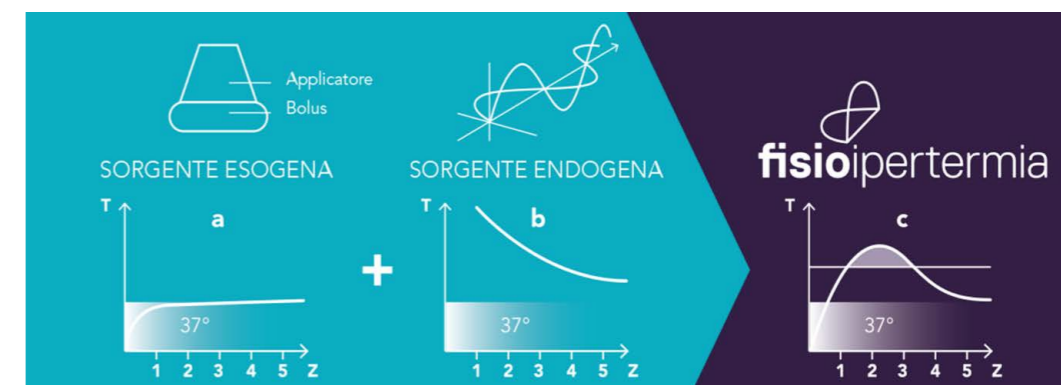 Applicatore
Bolus
SORGENTE ESOGENA
SORGENTE ENDOGENA
fisioipertermia
T
a
37°
1 2 3 4 5 Z
+
T
b
37°
1 2 3 4 5 Z
T
c
37°
1 2 3 4 5 Z